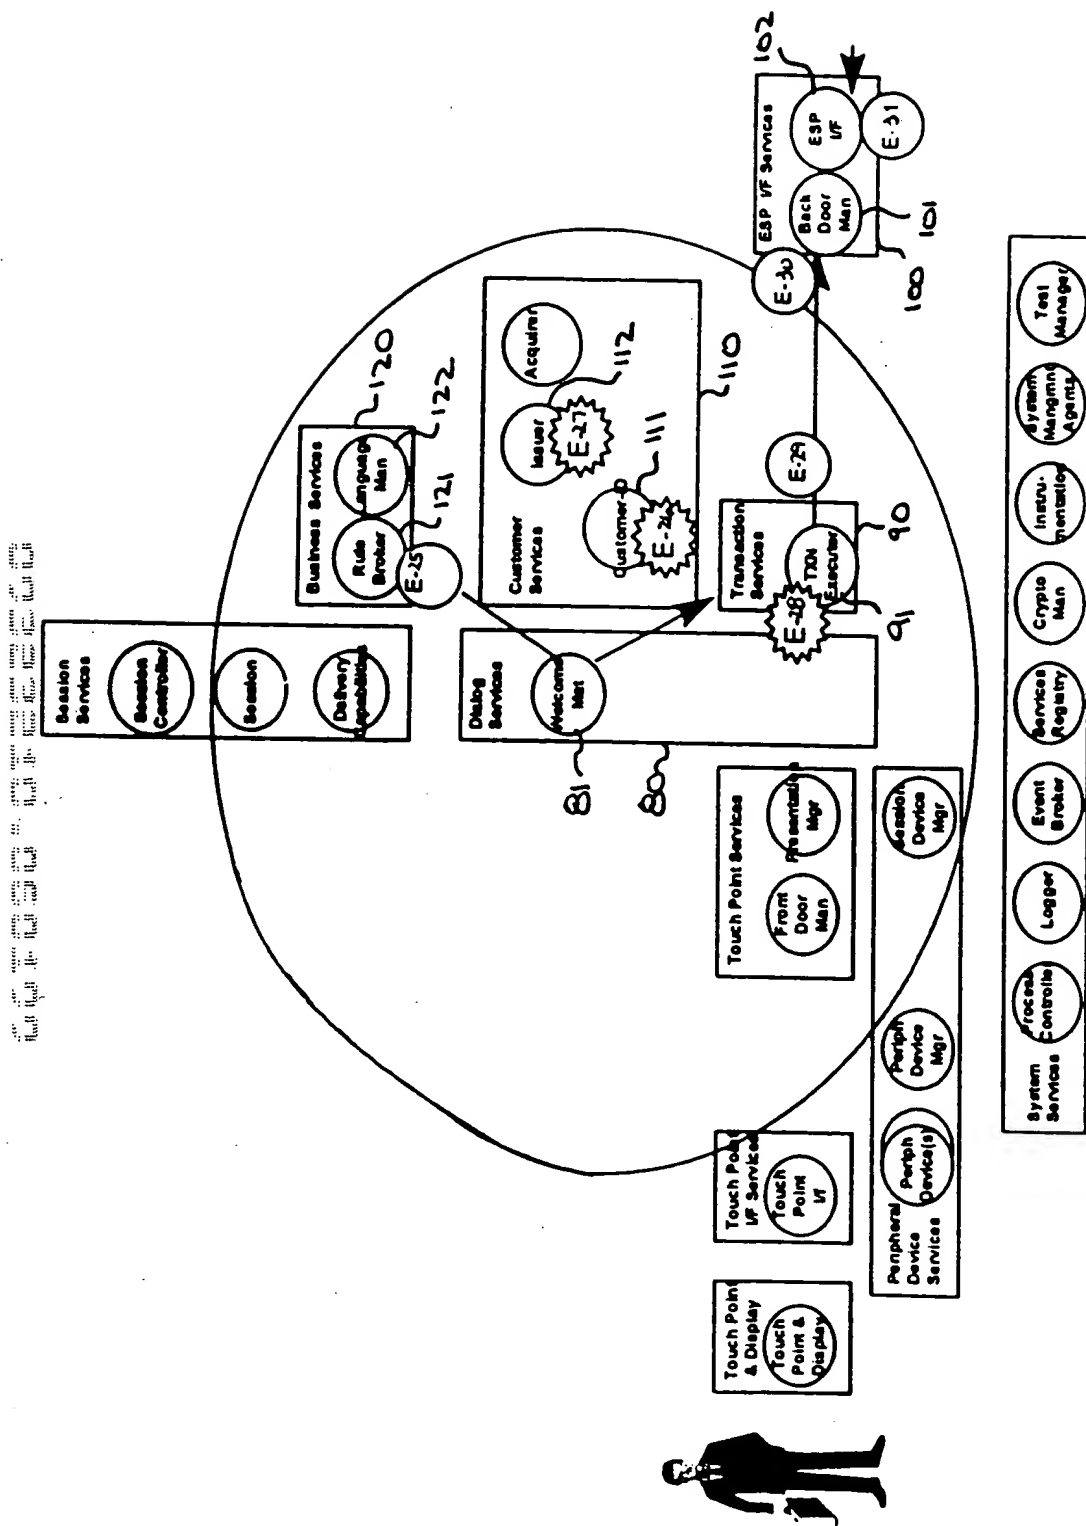 Session
Services
Session
Controller
Session
Delivery
Capabilities
Business Services
Rule
Broker
Language
Man
E-25
120
122
121
Dialog
Services
Welcome
Mat
81
80
Customer
Services
Customer-ID
E-26
Issuer
E-27
Acquirer
112
111
110
Transaction
Services
TXN
Executer
E-28
91
90
E-29
E-30
ESP I/F Services
Back
Door
Man
ESP
I/F
E-31
102
101
100
Touch Point
& Display
Touch
Point &
Display
Touch Point
I/F Services
Touch
Point
I/f
Touch Point Services
Front
Door
Man
Presentation
Mgr
Peripheral
Device
Services
Periph
Device(s)
Periph
Device
Mgr
Session
Device
Mgr
System
Services
Process
Controller
Logger
Event
Broker
Services
Registry
Crypto
Man
Instru-
mentation
System
Mangmnt
Agents
Test
Manager